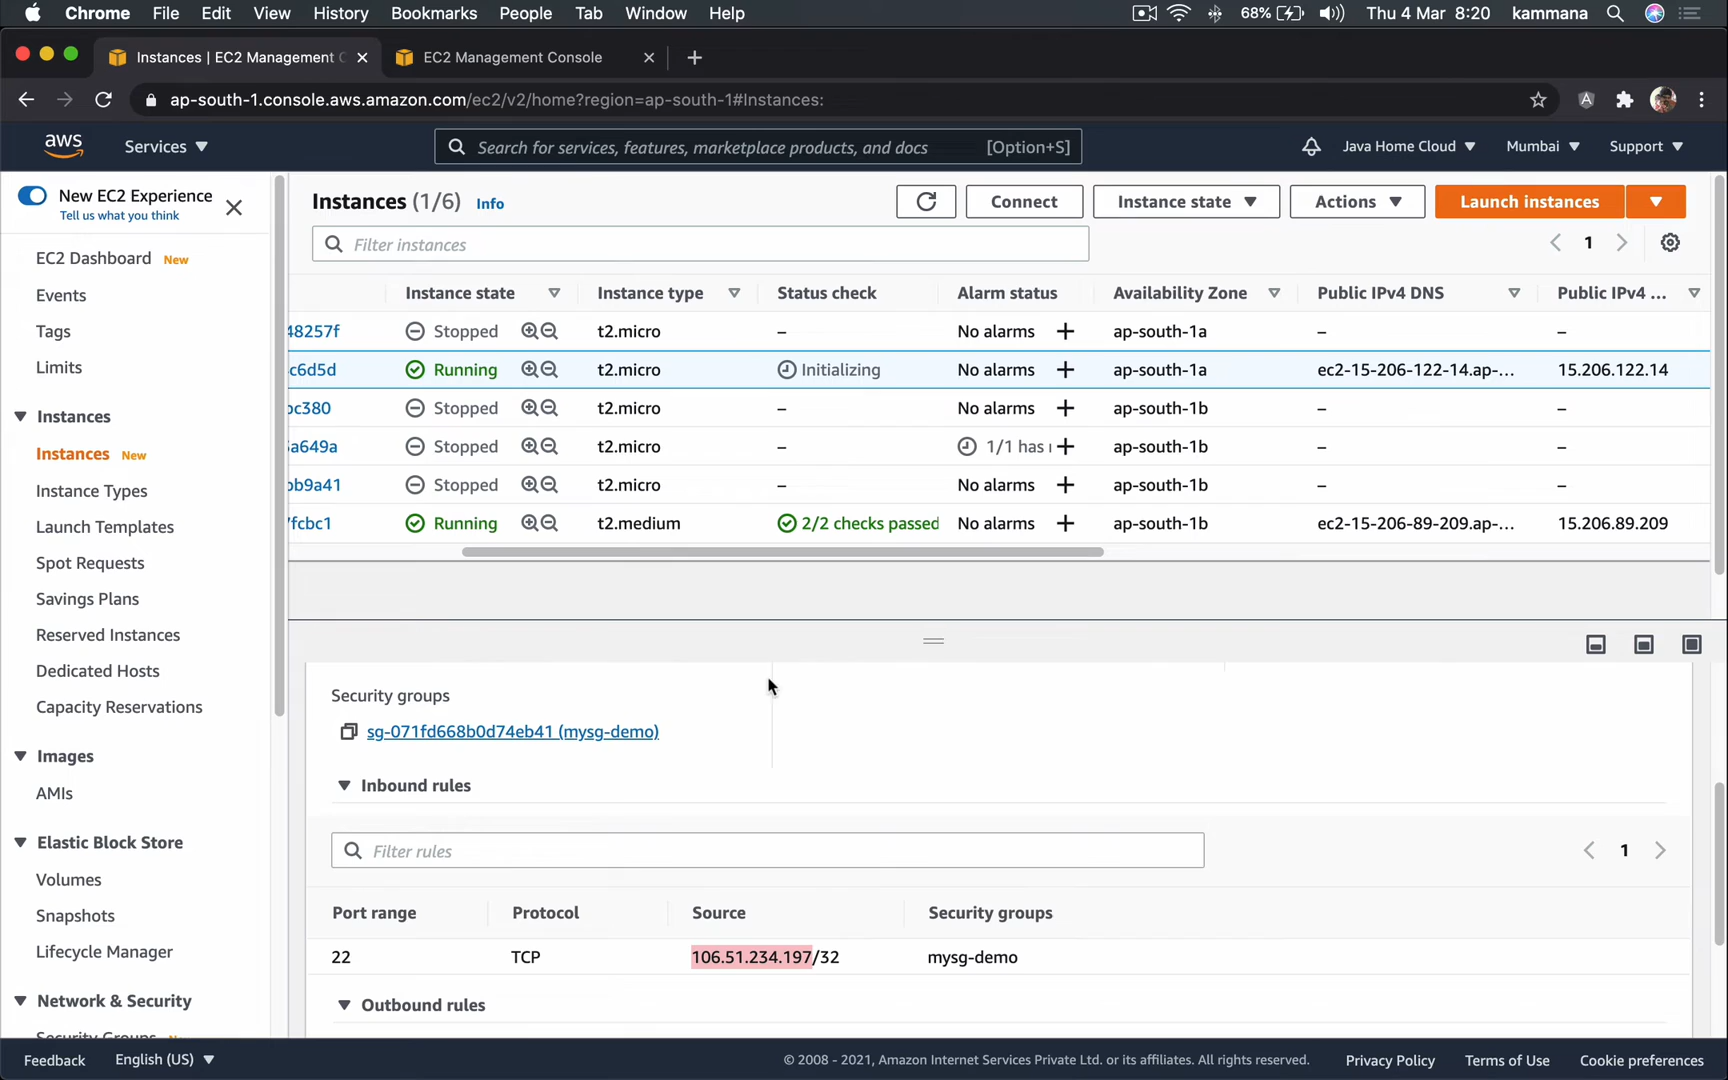 Chrome File Edit View History Bookmarks People Tab Window Help 68% Thu 4 Mar 8:20 kammana
Instances | EC2 Management C EC2 Management Console
ap-south-1.console.aws.amazon.com/ec2/v2/home?region=ap-south-1#Instances:
aws Services Search for services, features, marketplace products, and docs [Option+S] Java Home Cloud Mumbai Support
New EC2 Experience
Tell us what you think
EC2 Dashboard New
Events
Tags
Limits
Instances
Instances New
Instance Types
Launch Templates
Spot Requests
Savings Plans
Reserved Instances
Dedicated Hosts
Capacity Reservations
Images
AMIs
Elastic Block Store
Volumes
Snapshots
Lifecycle Manager
Network & Security
Security Groups
Instances (1/6) Info Connect Instance state Actions Launch instances
Filter instances 1
Instance state Instance type Status check Alarm status Availability Zone Public IPv4 DNS Public IPv4 ...
48257f Stopped t2.micro – No alarms + ap-south-1a – –
c6d5d Running t2.micro Initializing No alarms + ap-south-1a ec2-15-206-122-14.ap-... 15.206.122.14
c380 Stopped t2.micro – No alarms + ap-south-1b – –
a649a Stopped t2.micro – 1/1 has + ap-south-1b – –
b9a41 Stopped t2.micro – No alarms + ap-south-1b – –
fcbc1 Running t2.medium 2/2 checks passed No alarms + ap-south-1b ec2-15-206-89-209.ap-... 15.206.89.209
Security groups
sg-071fd668b0d74eb41 (mysg-demo)
Inbound rules
Filter rules 1
Port range Protocol Source Security groups
22 TCP 106.51.234.197/32 mysg-demo
Outbound rules
Feedback English (US) © 2008 - 2021, Amazon Internet Services Private Ltd. or its affiliates. All rights reserved. Privacy Policy Terms of Use Cookie preferences